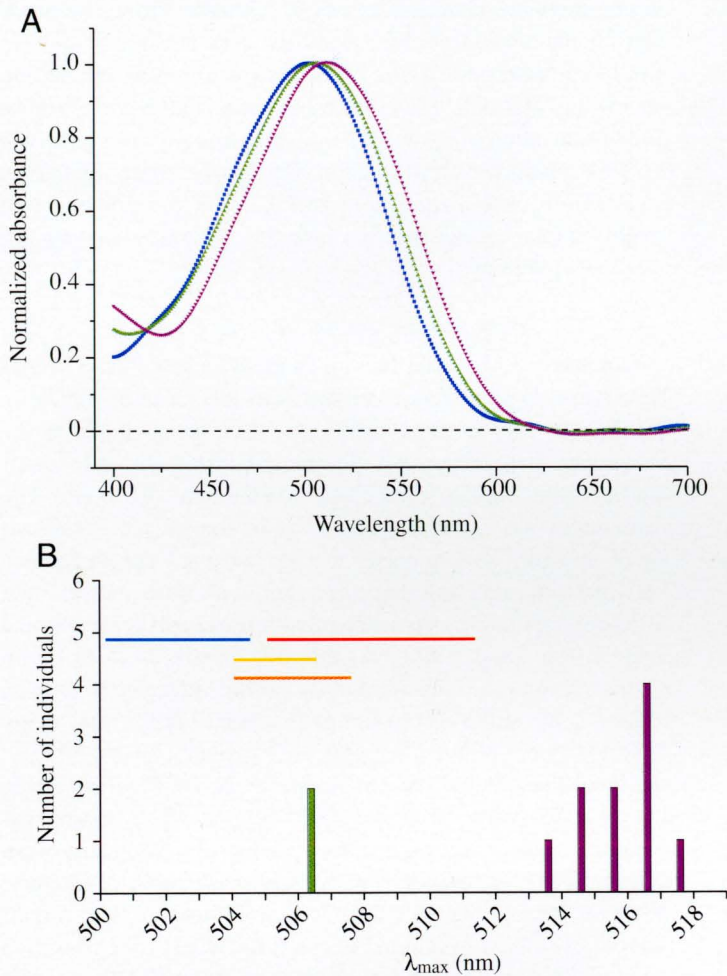 A
1.0
0.8
0.6
0.4
0.2
0
Normalized absorbance
400 450 500 550 600 650 700
Wavelength (nm)
B
6
5
4
3
2
1
0
Number of individuals
500 502 504 506 508 510 512 514 516 518
λmax (nm)